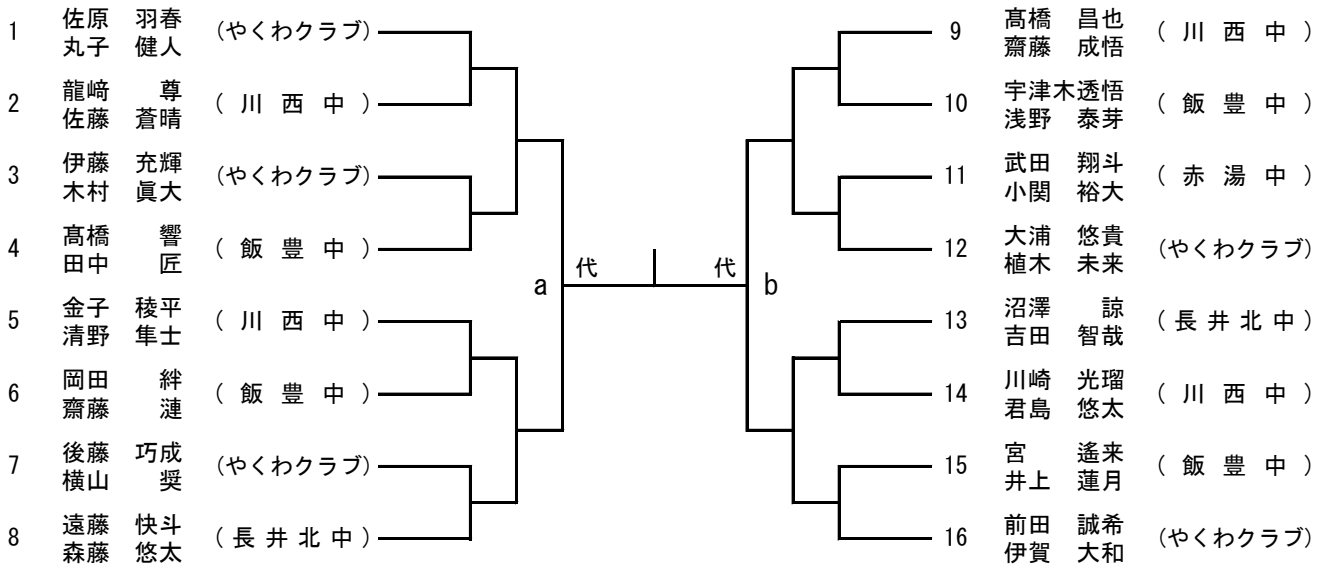 1 佐原 羽春 (やくわクラブ)
丸子 健人
2 龍﨑 尊 (川西中)
佐藤 蒼晴
3 伊藤 充輝 (やくわクラブ)
木村 眞大
4 髙橋 響 (飯豊中)
田中 匠
5 金子 稜平 (川西中)
清野 隼士
6 岡田 絆 (飯豊中)
齋藤 漣
7 後藤 巧成 (やくわクラブ)
横山 奨
8 遠藤 快斗 (長井北中)
森藤 悠太
a 代 代 b
9 髙橋 昌也 (川西中)
齋藤 成悟
10 宇津木透悟 (飯豊中)
浅野 泰芽
11 武田 翔斗 (赤湯中)
小関 裕大
12 大浦 悠貴 (やくわクラブ)
植木 未来
13 沼澤 諒 (長井北中)
吉田 智哉
14 川崎 光瑠 (川西中)
君島 悠太
15 宮 遙来 (飯豊中)
井上 蓮月
16 前田 誠希 (やくわクラブ)
伊賀 大和